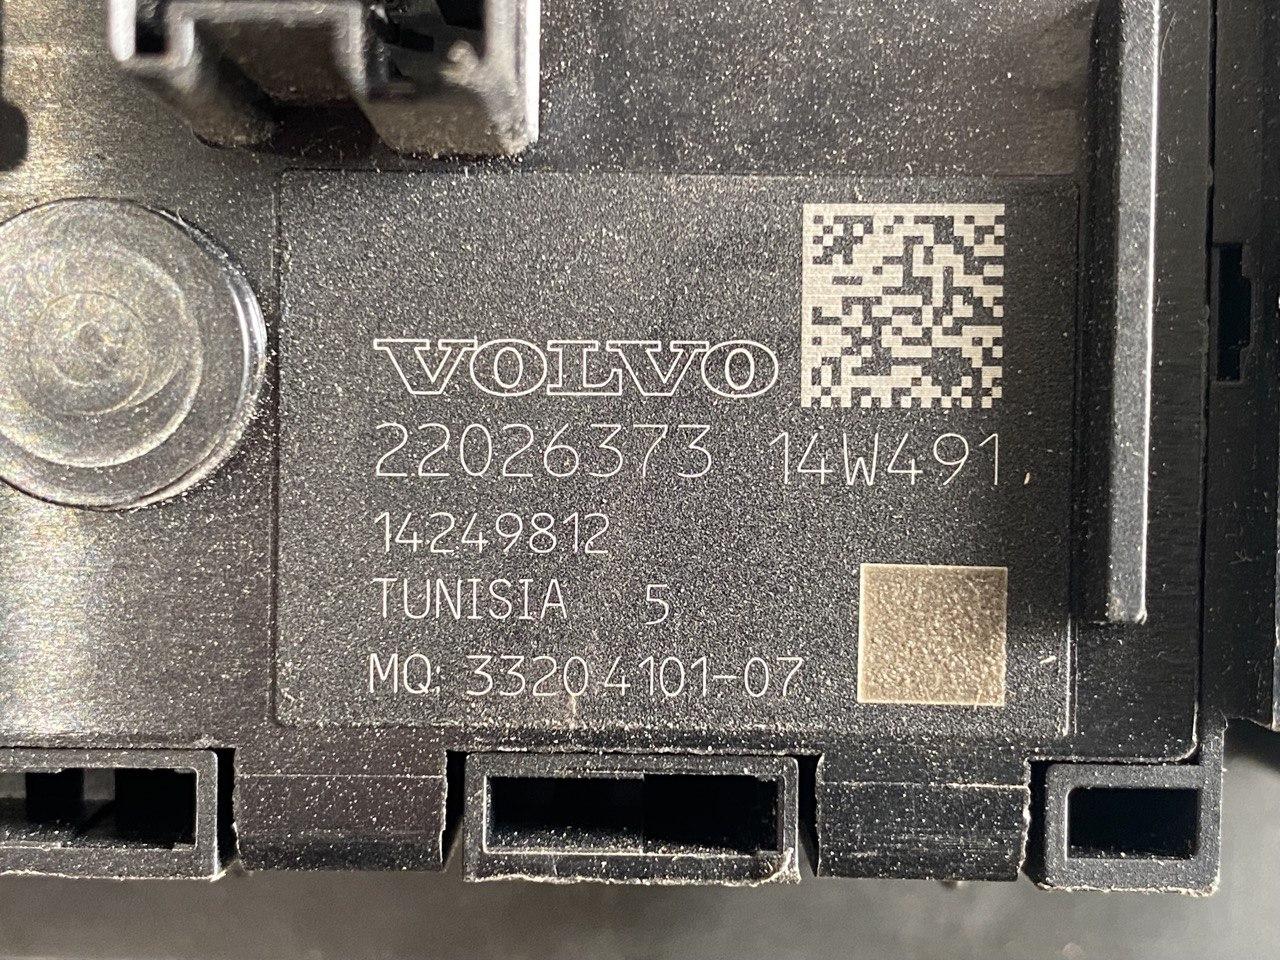 VOLVO
22026373 14W491
14249812
TUNISIA 5
MQ: 33204101-07